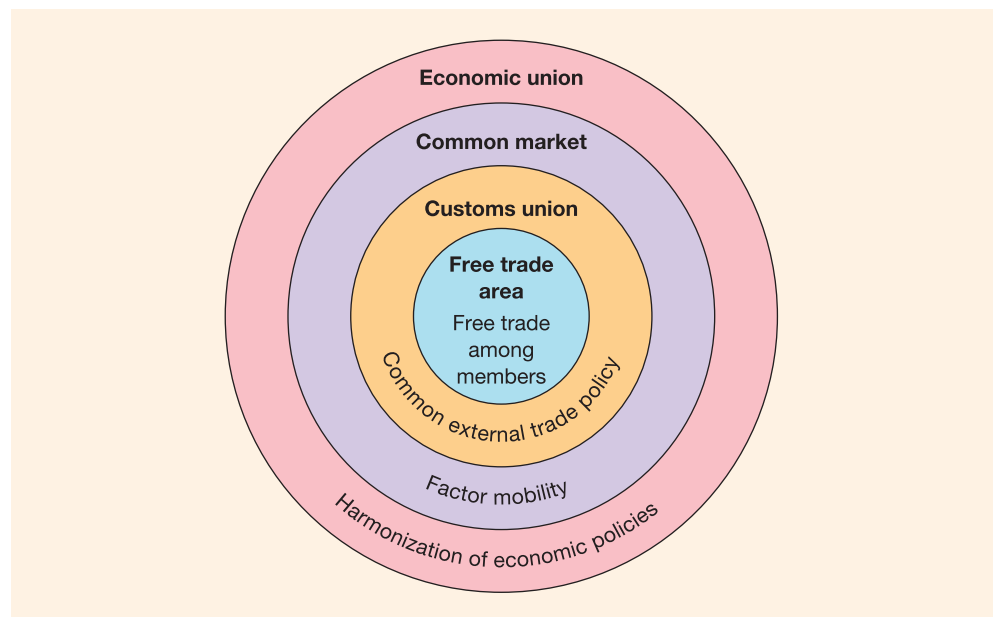 Economic union
Common market
Customs union
Free trade
area
Free trade
among
members
Common external trade policy
Factor mobility
Harmonization of economic policies